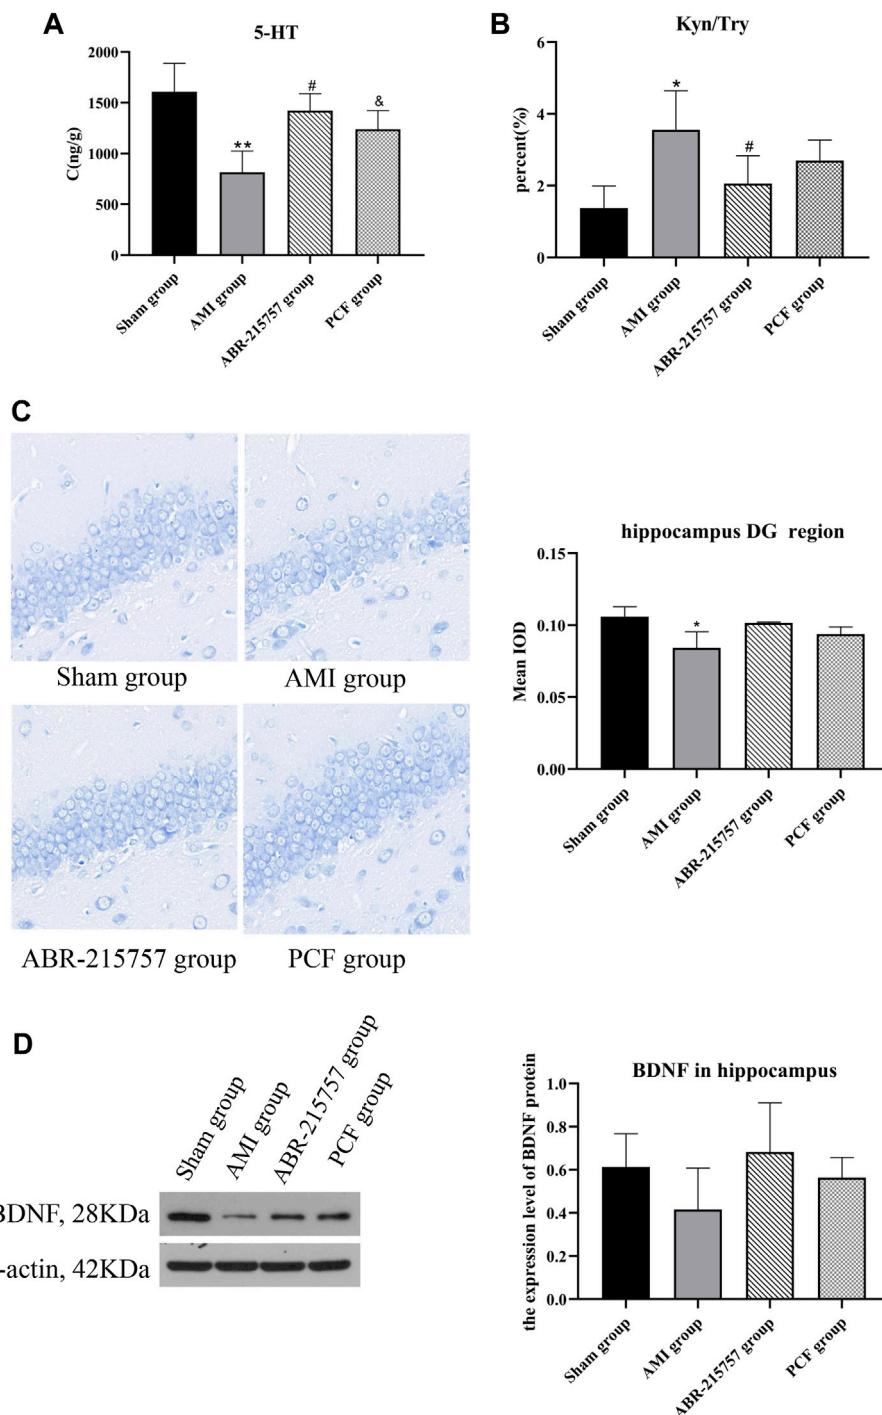 A
5-HT
C(ng/g)
2000
1500
1000
500
0
**
#
&
Sham group
AMI group
ABR-215757 group
PCF group
B
Kyn/Try
percent(%)
6
4
2
0
*
#
Sham group
AMI group
ABR-215757 group
PCF group
C
Sham group
AMI group
ABR-215757 group
PCF group
hippocampus DG region
Mean IOD
0.15
0.10
0.05
0.00
*
Sham group
AMI group
ABR-215757 group
PCF group
D
Sham group
AMI group
ABR-215757 group
PCF group
BDNF, 28KDa
-actin, 42KDa
BDNF in hippocampus
the expression level of BDNF protein
1.0
0.8
0.6
0.4
0.2
0.0
Sham group
AMI group
ABR-215757 group
PCF group